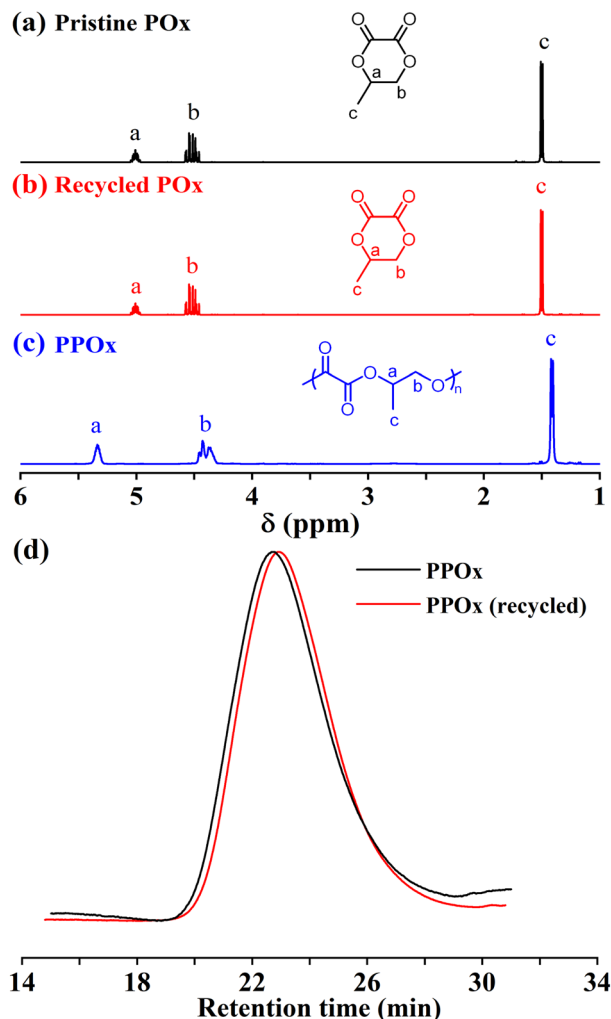 (a) Pristine POx
O O
O O
a
b
c
a
b
c
(b) Recycled POx
O O
O O
a
b
c
a
b
c
(c) PPOx
O
O
O
O
n
a
b
c
a
b
c
6 5 4 3 2 1
δ (ppm)
(d)
PPOx
PPOx (recycled)
14 18 22 26 30 34
Retention time (min)